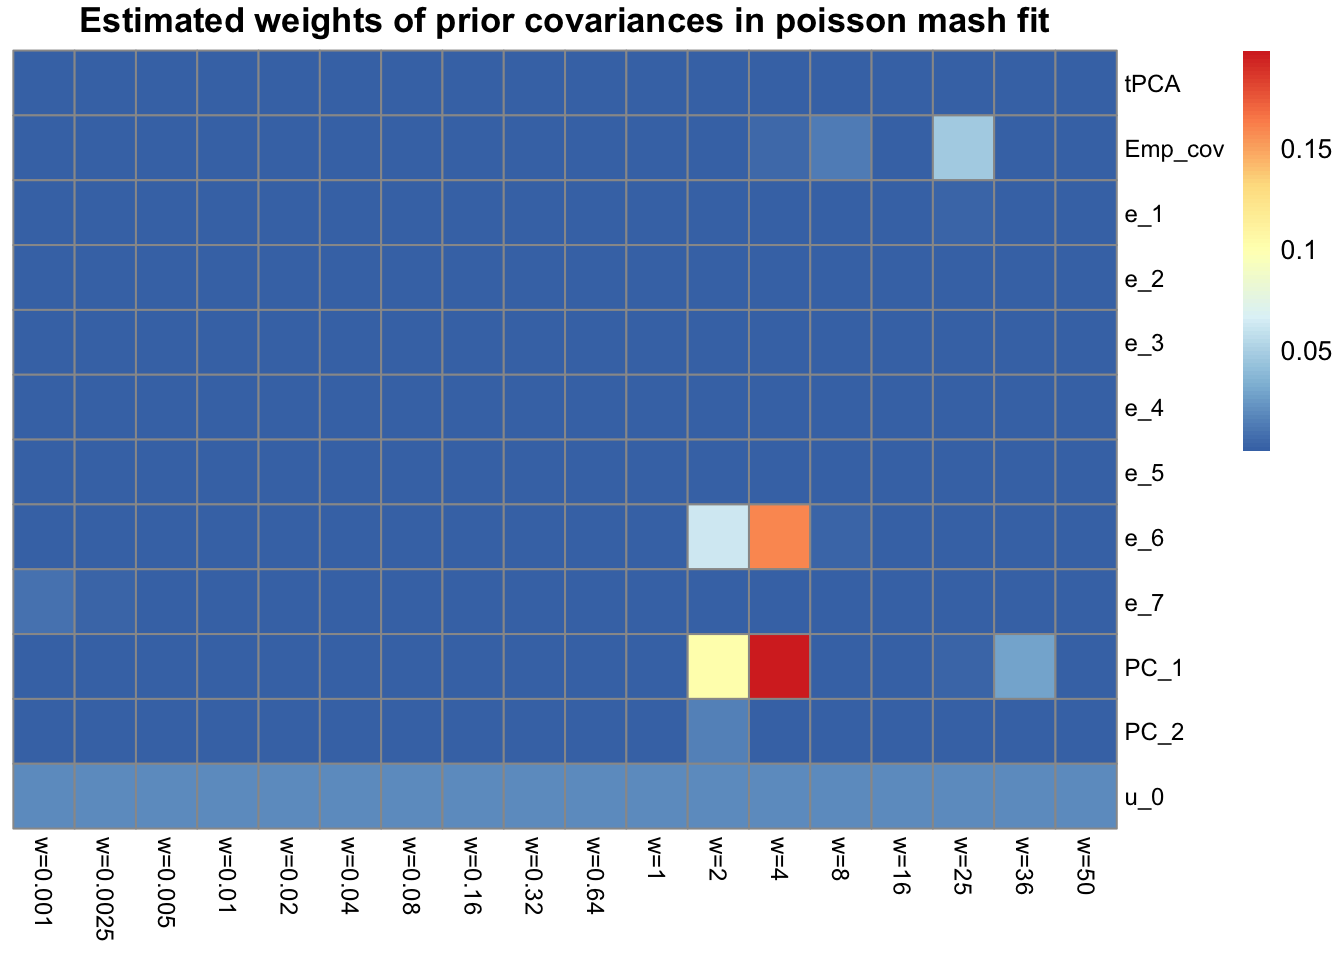 Estimated weights of prior covariances in poisson mash fit
tPCA
Emp_cov
e_1
e_2
e_3
e_4
e_5
e_6
e_7
PC_1
PC_2
u_0
0.15
0.1
0.05
w=0.001
w=0.0025
w=0.005
w=0.01
w=0.02
w=0.04
w=0.08
w=0.16
w=0.32
w=0.64
w=1
w=2
w=4
w=8
w=16
w=25
w=36
w=50